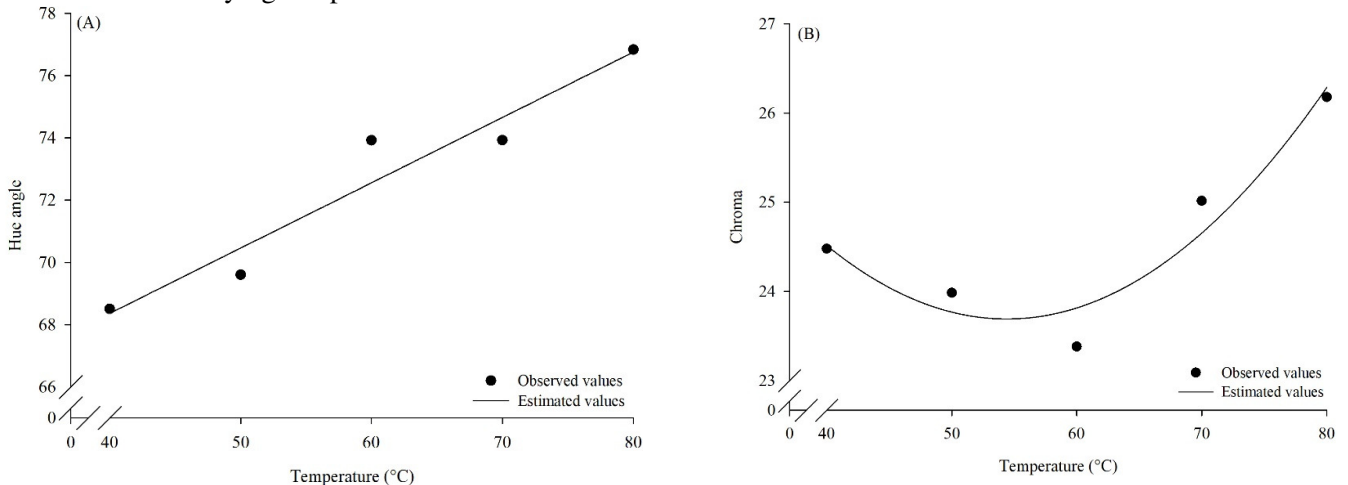 (A)
78
76
74
72
70
68
66
0
Hue angle
Observed values
Estimated values
0 40 50 60 70 80
Temperature (°C)
(B)
27
26
25
24
23
0
Chroma
Observed values
Estimated values
0 40 50 60 70 80
Temperature (°C)